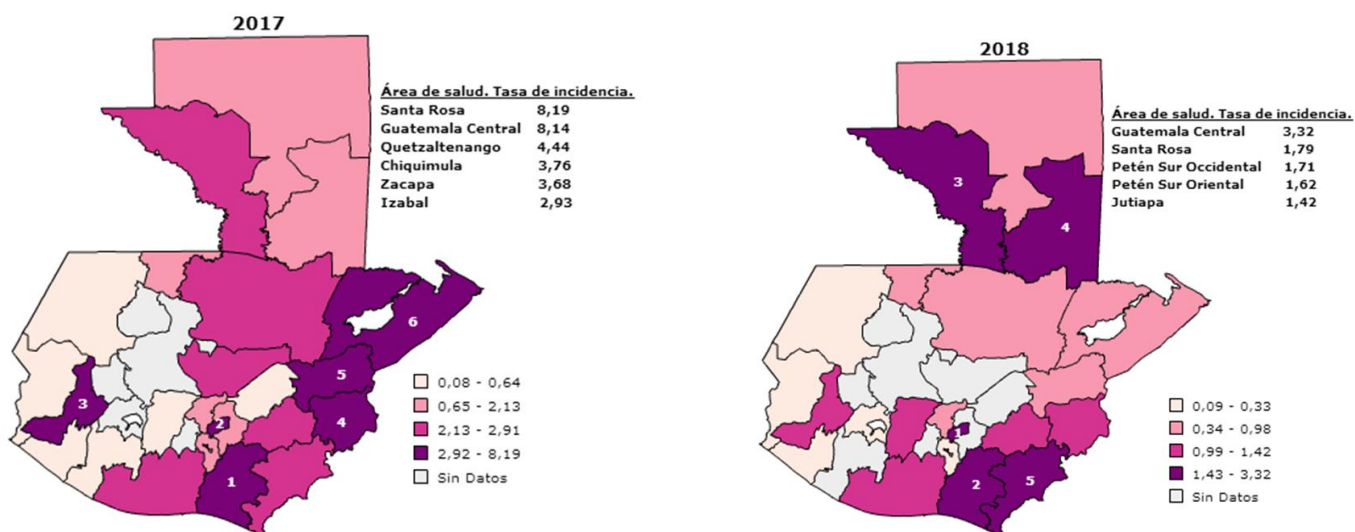 2017
Área de salud. Tasa de incidencia.
Santa Rosa 8,19
Guatemala Central 8,14
Quetzaltenango 4,44
Chiquimula 3,76
Zacapa 3,68
Izabal 2,93
6
5
3
4
2
1
0,08 - 0,64
0,65 - 2,13
2,13 - 2,91
2,92 - 8,19
Sin Datos
2018
Área de salud. Tasa de incidencia.
Guatemala Central 3,32
Santa Rosa 1,79
Petén Sur Occidental 1,71
Petén Sur Oriental 1,62
Jutiapa 1,42
3
4
1
2
5
0,09 - 0,33
0,34 - 0,98
0,99 - 1,42
1,43 - 3,32
Sin Datos